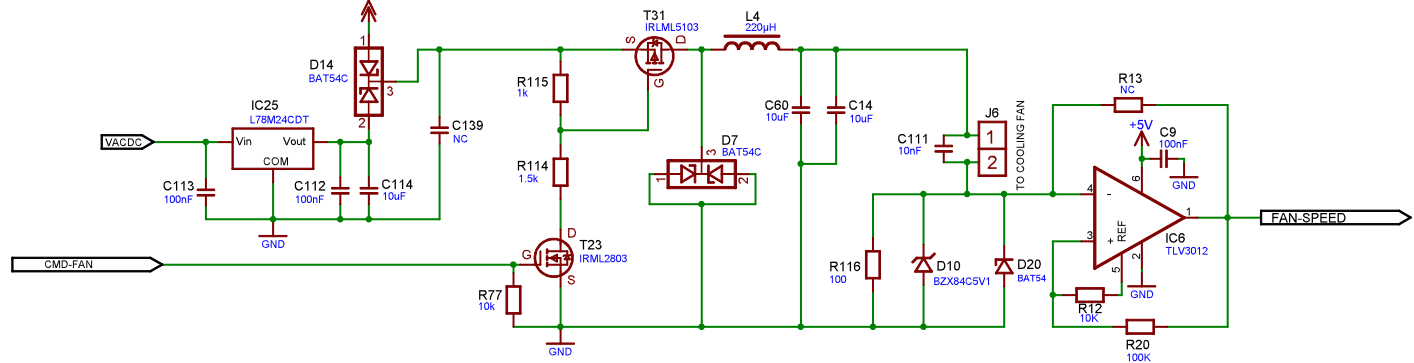 T31
IRLML5103
L4
220µH
1
S
D
D14
BAT54C
3
G
R115
1k
R13
NC
2
IC25
L78M24CDT
C139
NC
C60
10uF
C14
10uF
J6
1
2
TO COOLING FAN
+5V
C9
100nF
VACDC
Vin
Vout
COM
D7
BAT54C
3
1
2
C111
10nF
R114
1.5k
6
GND
C113
100nF
C112
100nF
C114
10uF
4
-
3
+
REF
1
FAN-SPEED
IC6
TLV3012
GND
D
G
S
T23
IRML2803
CMD-FAN
R116
100
D10
BZX84C5V1
D20
BAT54
5
2
GND
R77
10k
R12
10K
R20
100K
GND